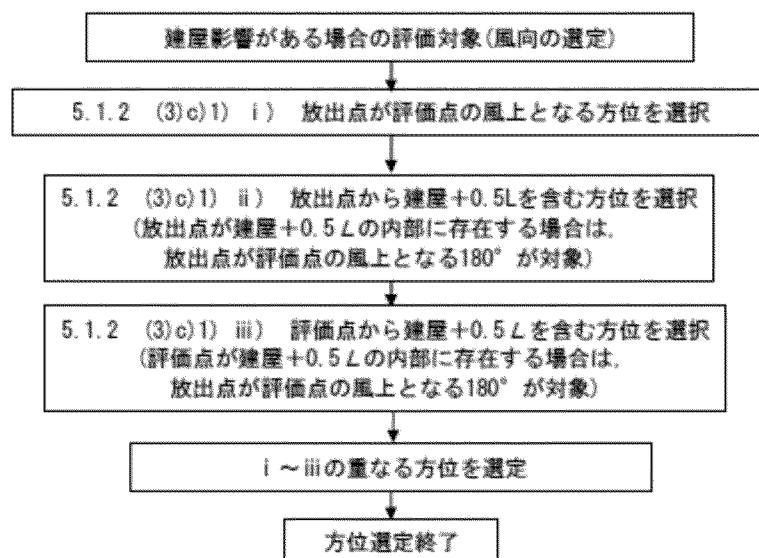 建屋影響がある場合の評価対象(風向の選定)
5.1.2 (3)c)1) ⅰ) 放出点が評価点の風上となる方位を選択
5.1.2 (3)c)1) ⅱ) 放出点から建屋＋0.5Lを含む方位を選択
(放出点が建屋＋0.5Lの内部に存在する場合は,
放出点が評価点の風上となる180°が対象)
5.1.2 (3)c)1) ⅲ) 評価点から建屋＋0.5Lを含む方位を選択
(評価点が建屋＋0.5Lの内部に存在する場合は,
放出点が評価点の風上となる180°が対象)
ⅰ～ⅲの重なる方位を選定
方位選定終了